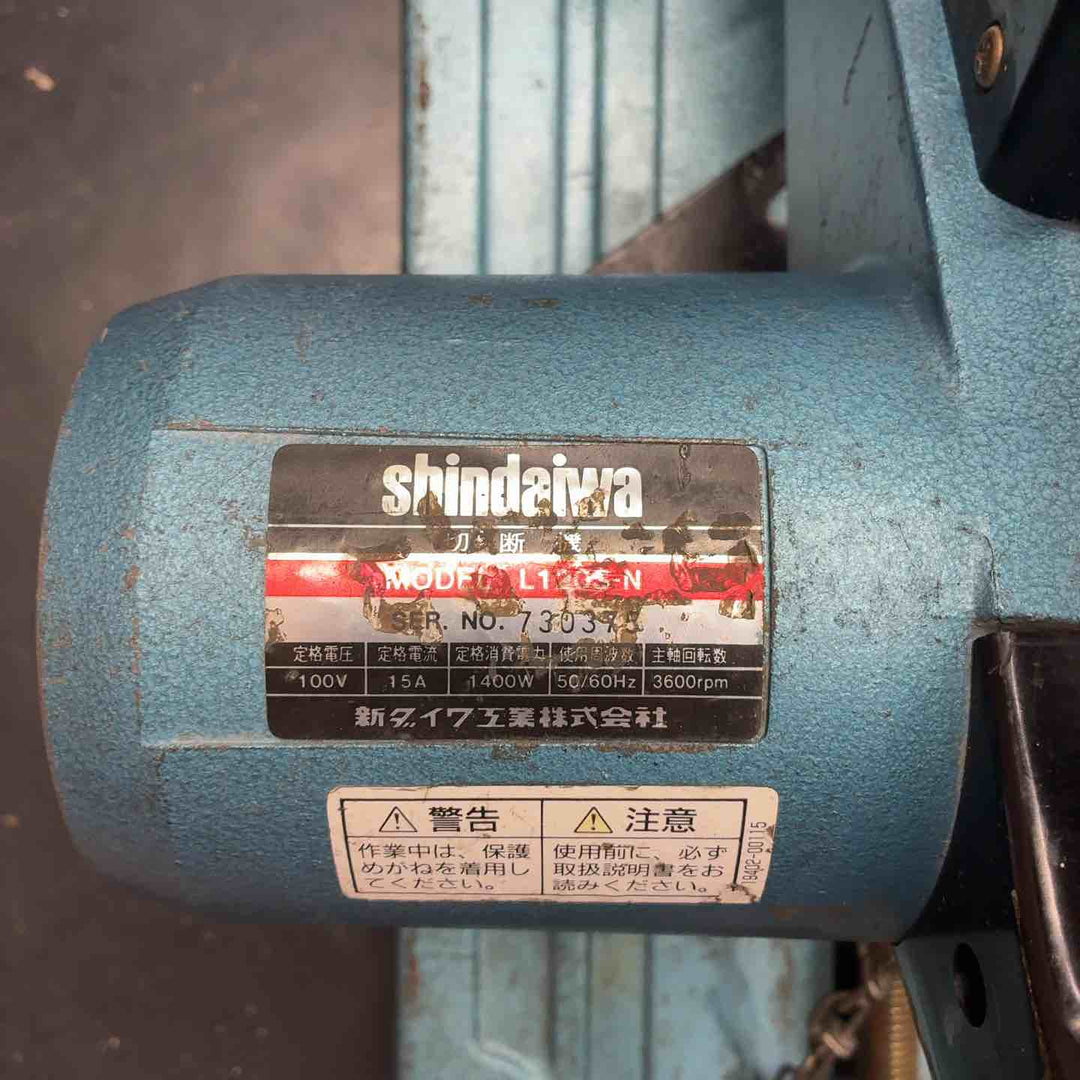 shindaiwa
切断機
MODEL
SER. NO.
定格電圧 定格電流 定格消費電力 使用周波数 主軸回転数
100V 15A 1400W 50/60Hz 3600rpm
新ダイワ工業株式会社
警告
作業中は、保護
めがねを着用し
てください。
注意
使用前に、必ず
取扱説明書をお
読みください。
18402-00115